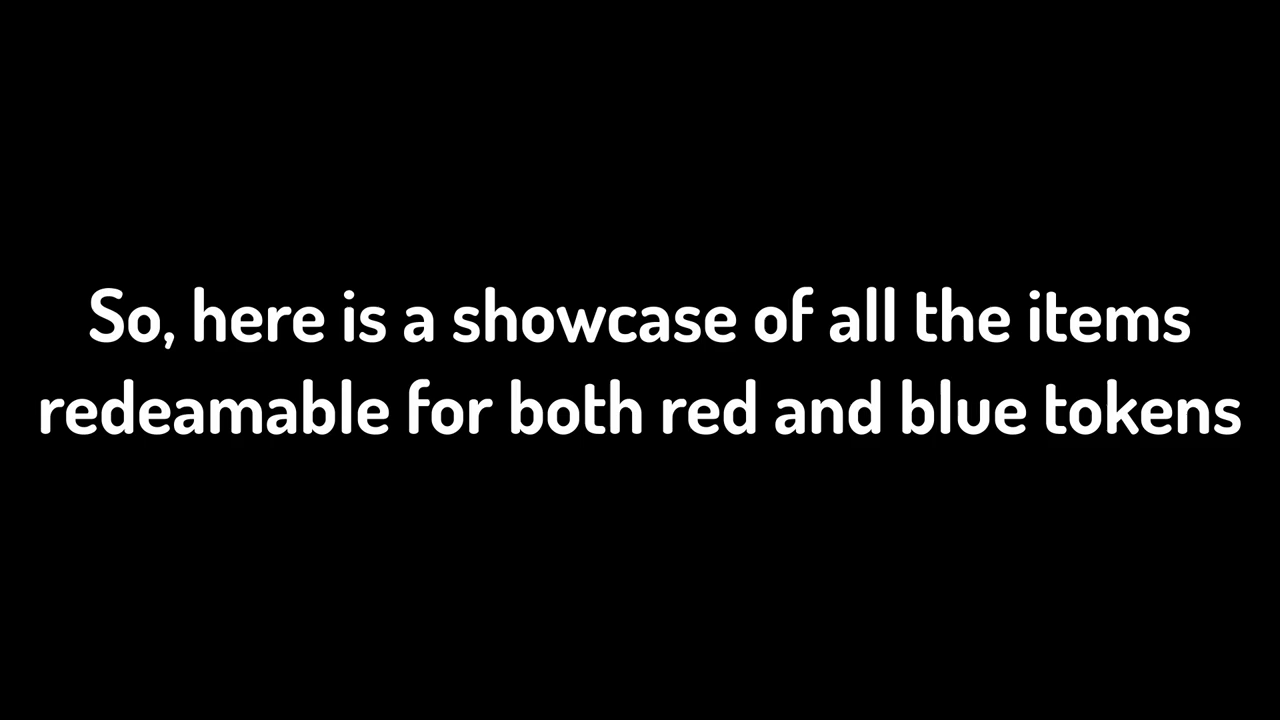 So, here is a showcase of all the items
redeamable for both red and blue tokens